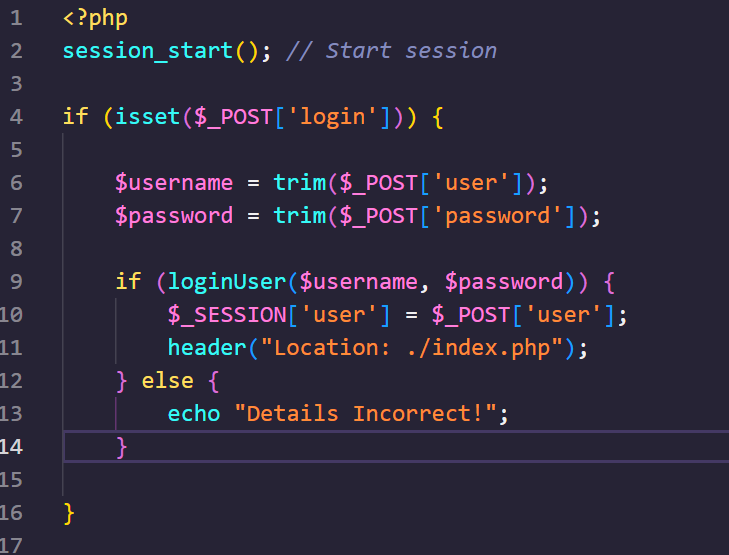 1 <?php
2 session_start(); // Start session
3
4 if (isset($_POST['login'])) {
5
6 $username = trim($_POST['user']);
7 $password = trim($_POST['password']);
8
9 if (loginUser($username, $password)) {
10 $_SESSION['user'] = $_POST['user'];
11 header("Location: ./index.php");
12 } else {
13 echo "Details Incorrect!";
14 }
15
16 }
17